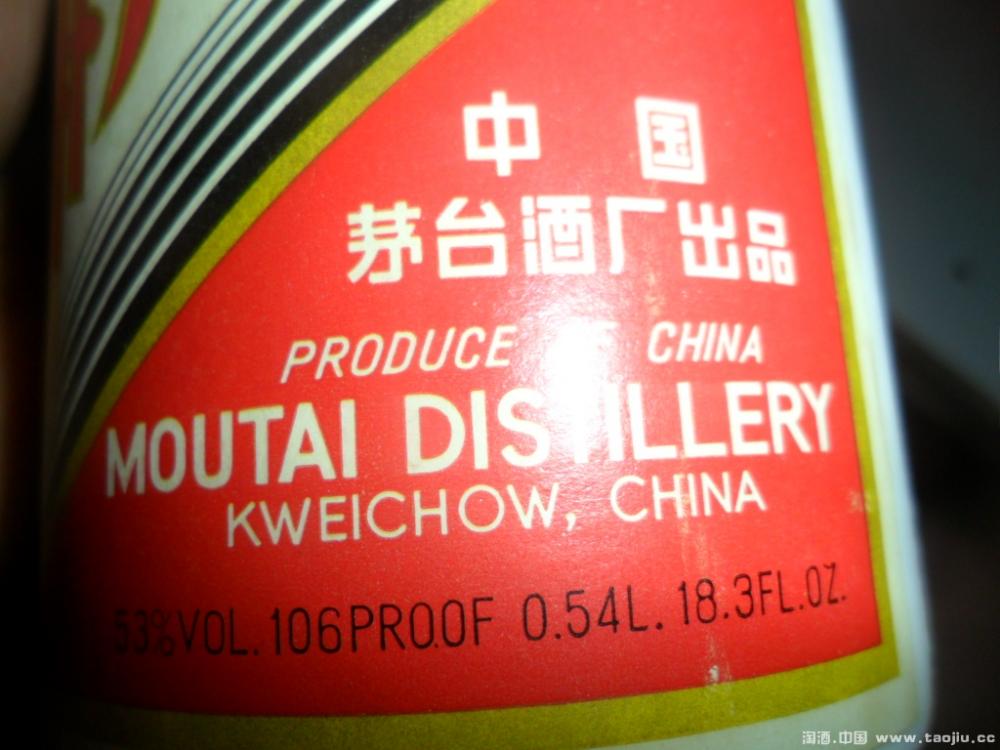 中国
茅台酒厂出品
PRODUCE OF CHINA
MOUTAI DISTILLERY
KWEICHOW, CHINA
53%VOL. 106PROOF 0.54L. 18.3FL.OZ.
淘酒.中国 www.taojiu.cc